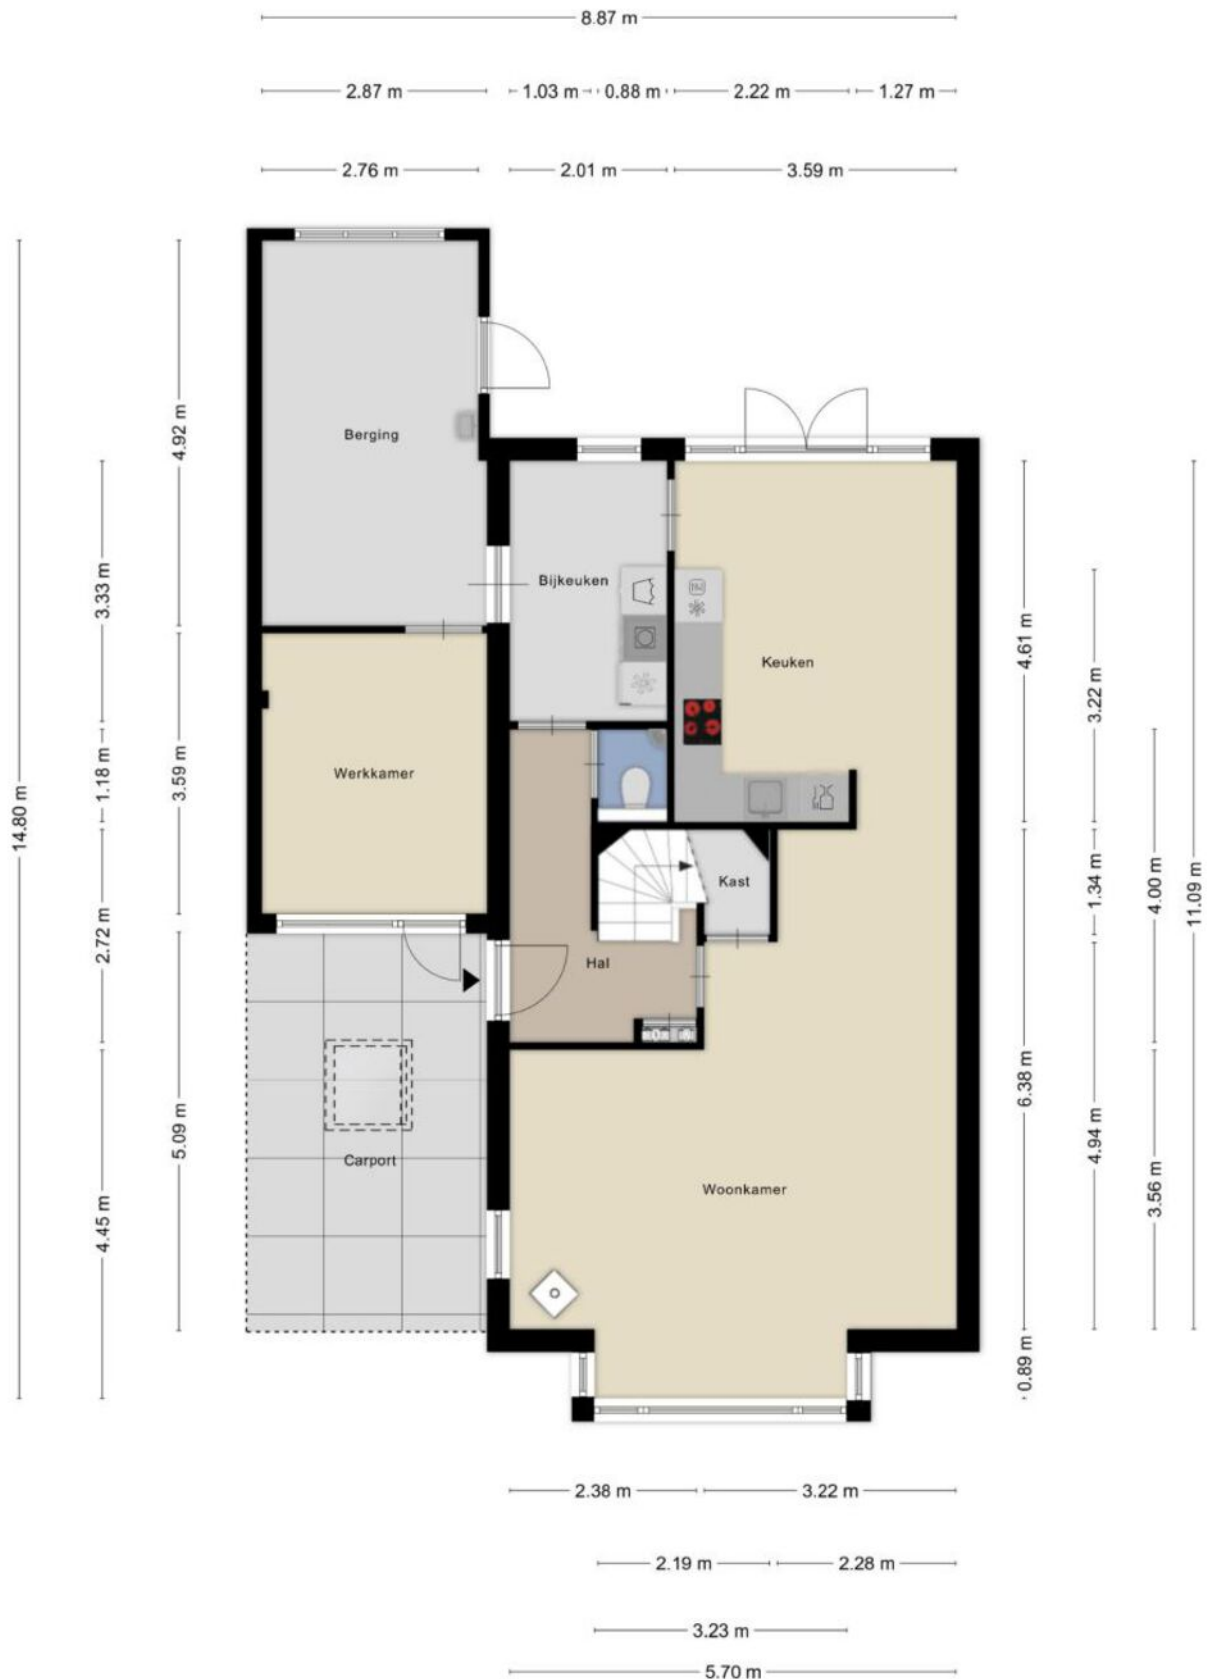 8.87 m
2.87 m
1.03 m
0.88 m
2.22 m
1.27 m
2.76 m
2.01 m
3.59 m
14.80 m
3.33 m
1.18 m
2.72 m
4.45 m
4.92 m
3.59 m
5.09 m
Berging
Bijkeuken
Keuken
Werkkamer
Kast
Hal
Carport
Woonkamer
4.61 m
6.38 m
0.89 m
3.22 m
1.34 m
4.94 m
4.00 m
3.56 m
11.09 m
2.38 m
3.22 m
2.19 m
2.28 m
3.23 m
5.70 m